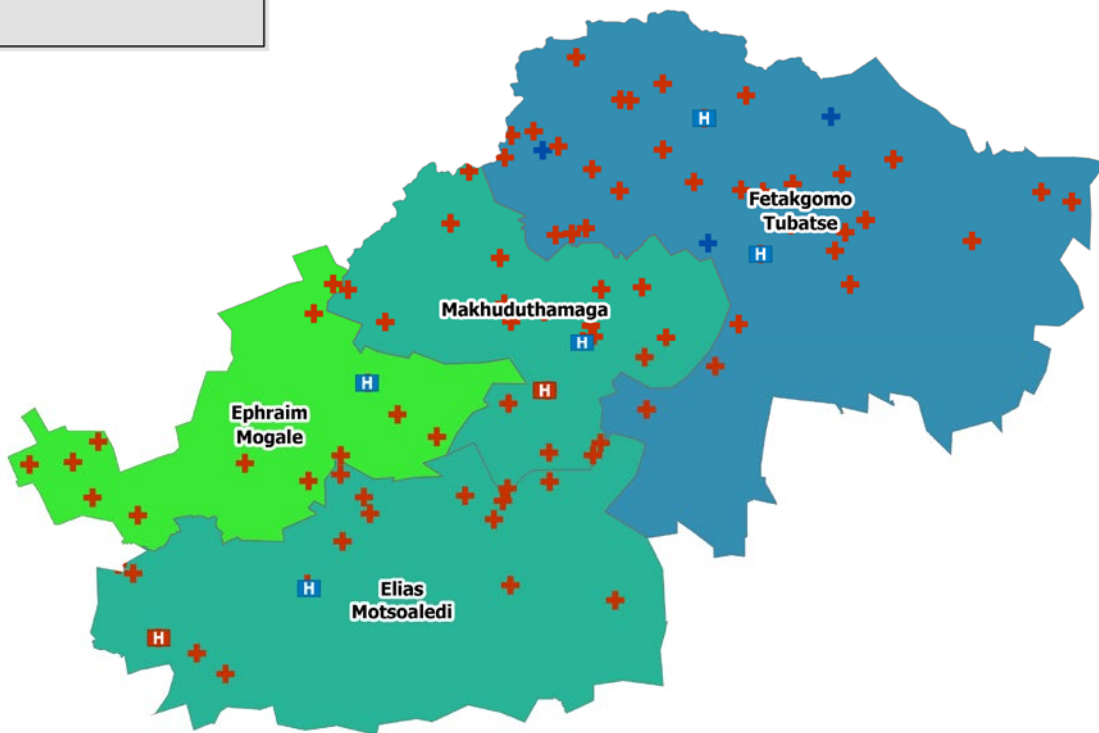 H
Fetakgomo
Tubatse
H
Makhuduthamaga
H
H
H
Ephraim
Mogale
H
Elias
Motsoaledi
H